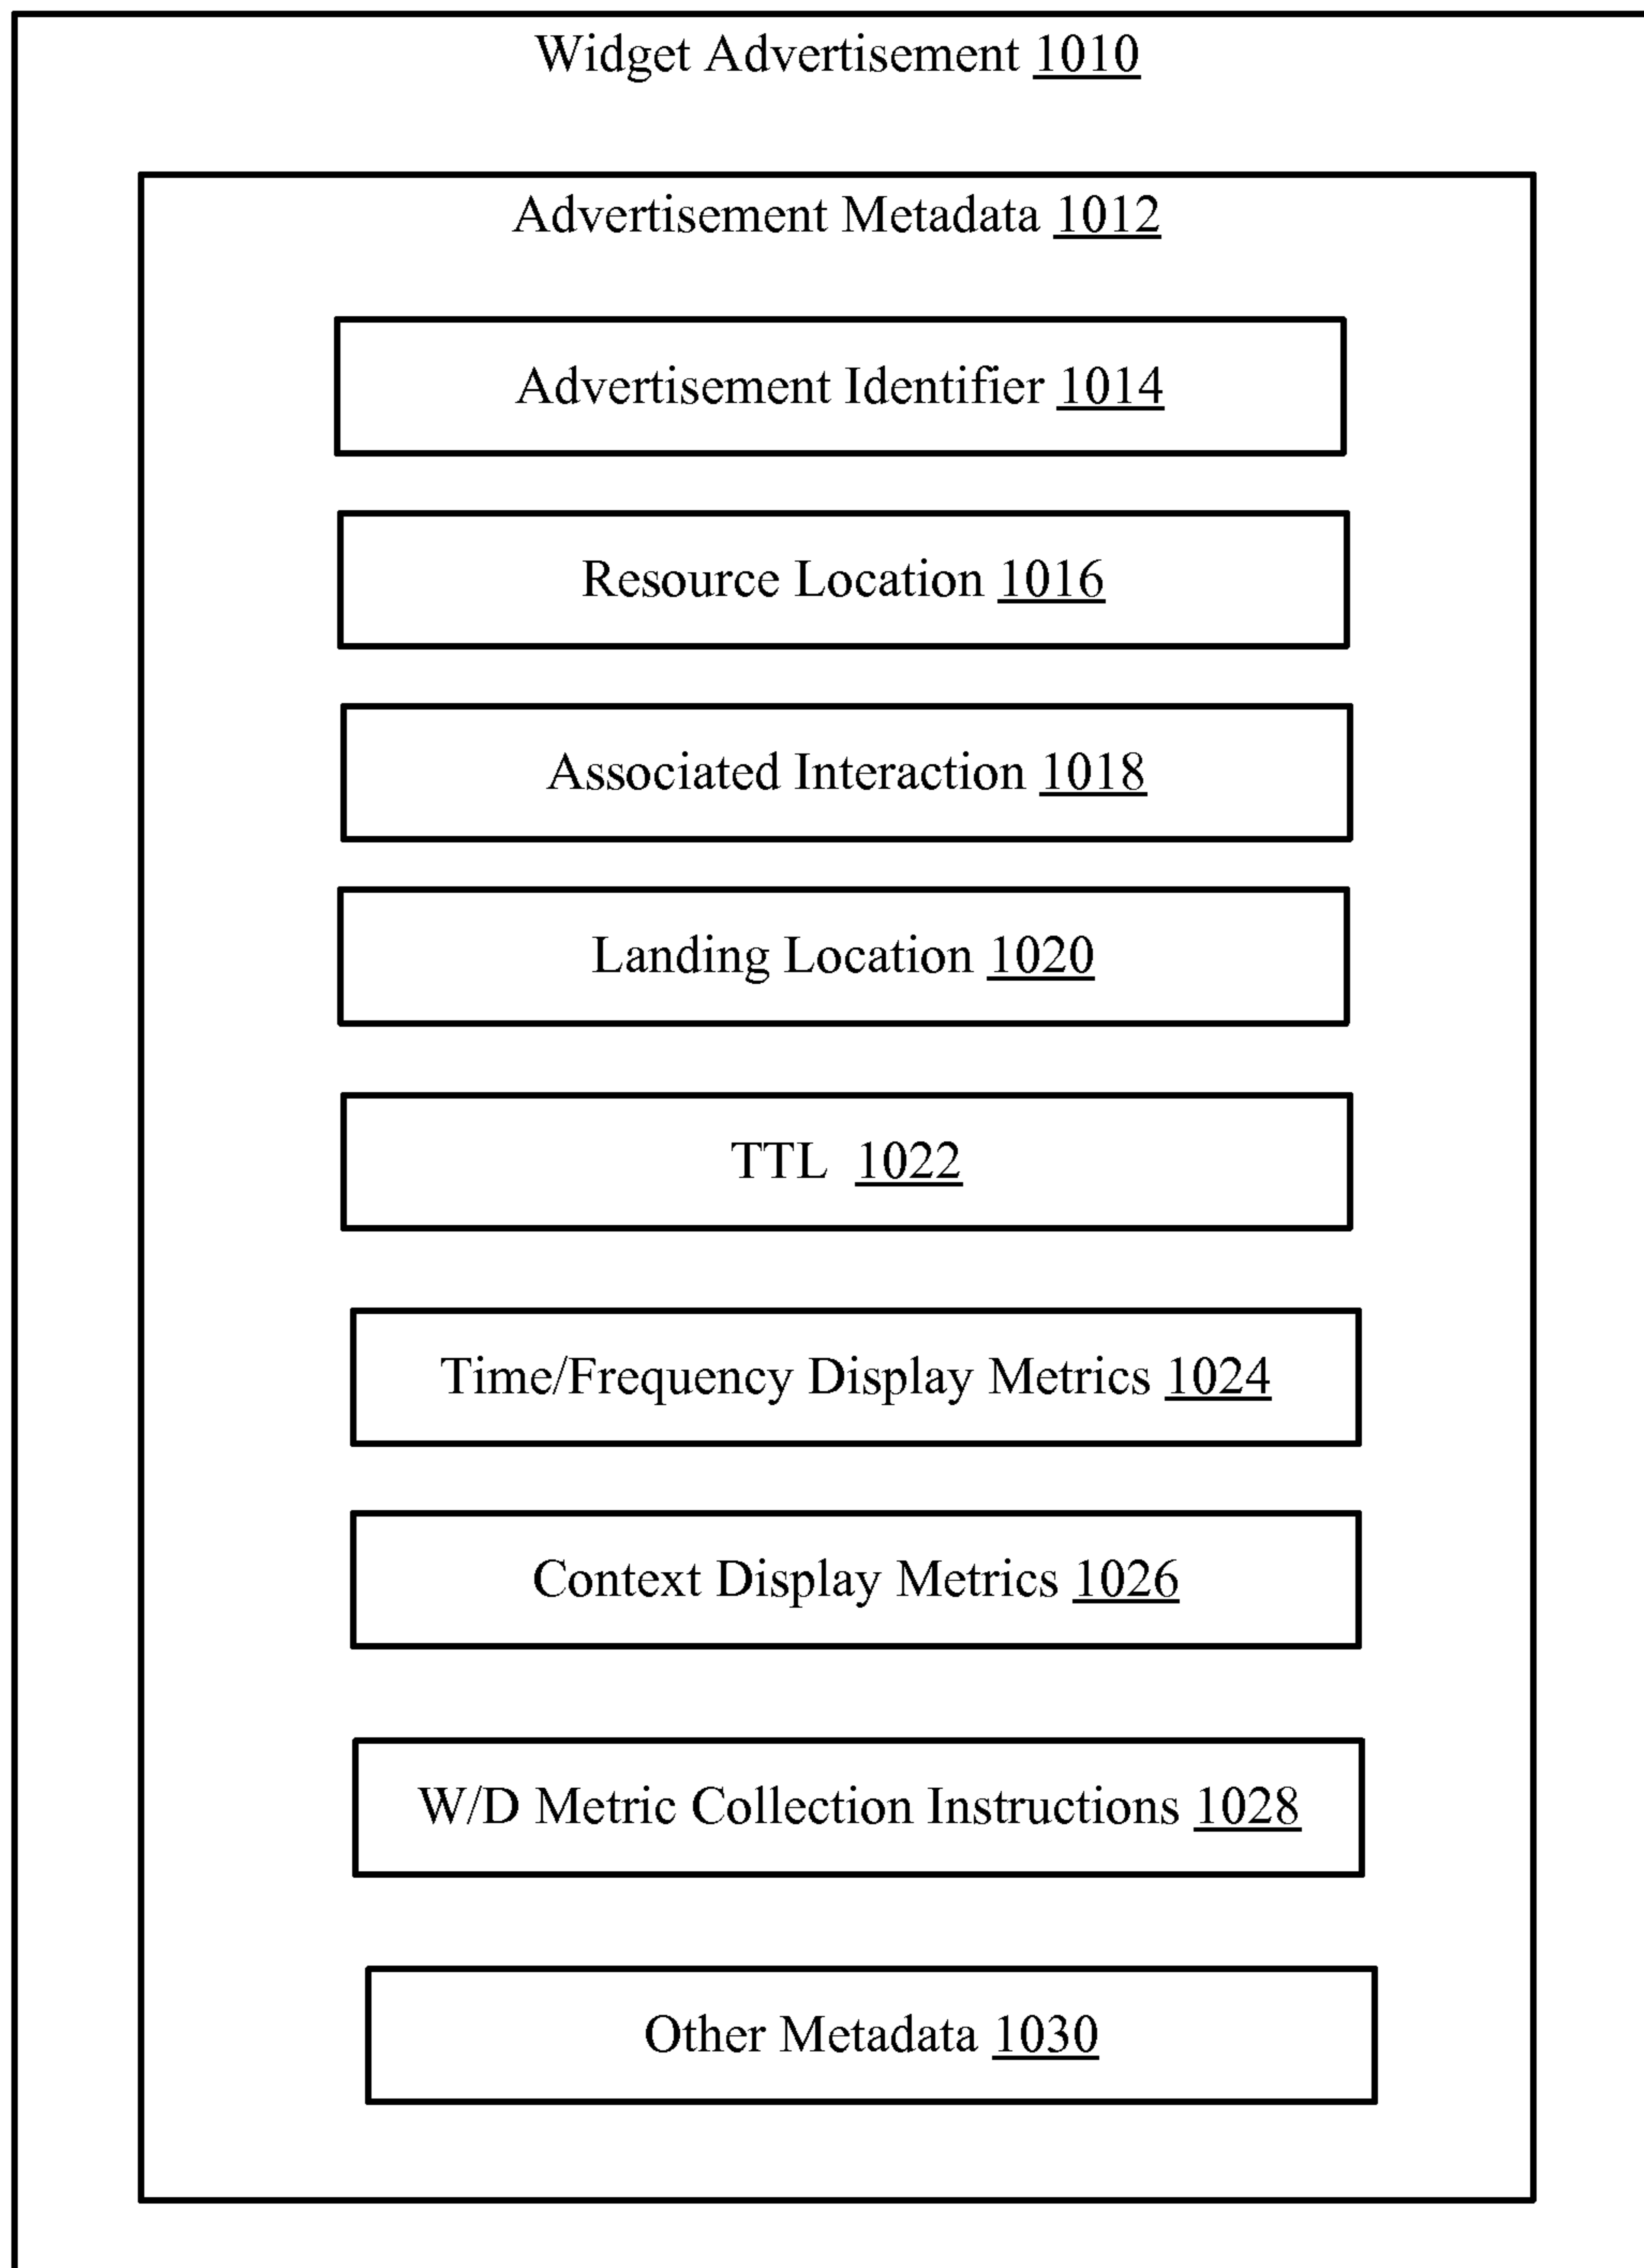 Widget Advertisement 1010
Advertisement Metadata 1012
Advertisement Identifier 1014
Resource Location 1016
Associated Interaction 1018
Landing Location 1020
TTL 1022
Time/Frequency Display Metrics 1024
Context Display Metrics 1026
W/D Metric Collection Instructions 1028
Other Metadata 1030